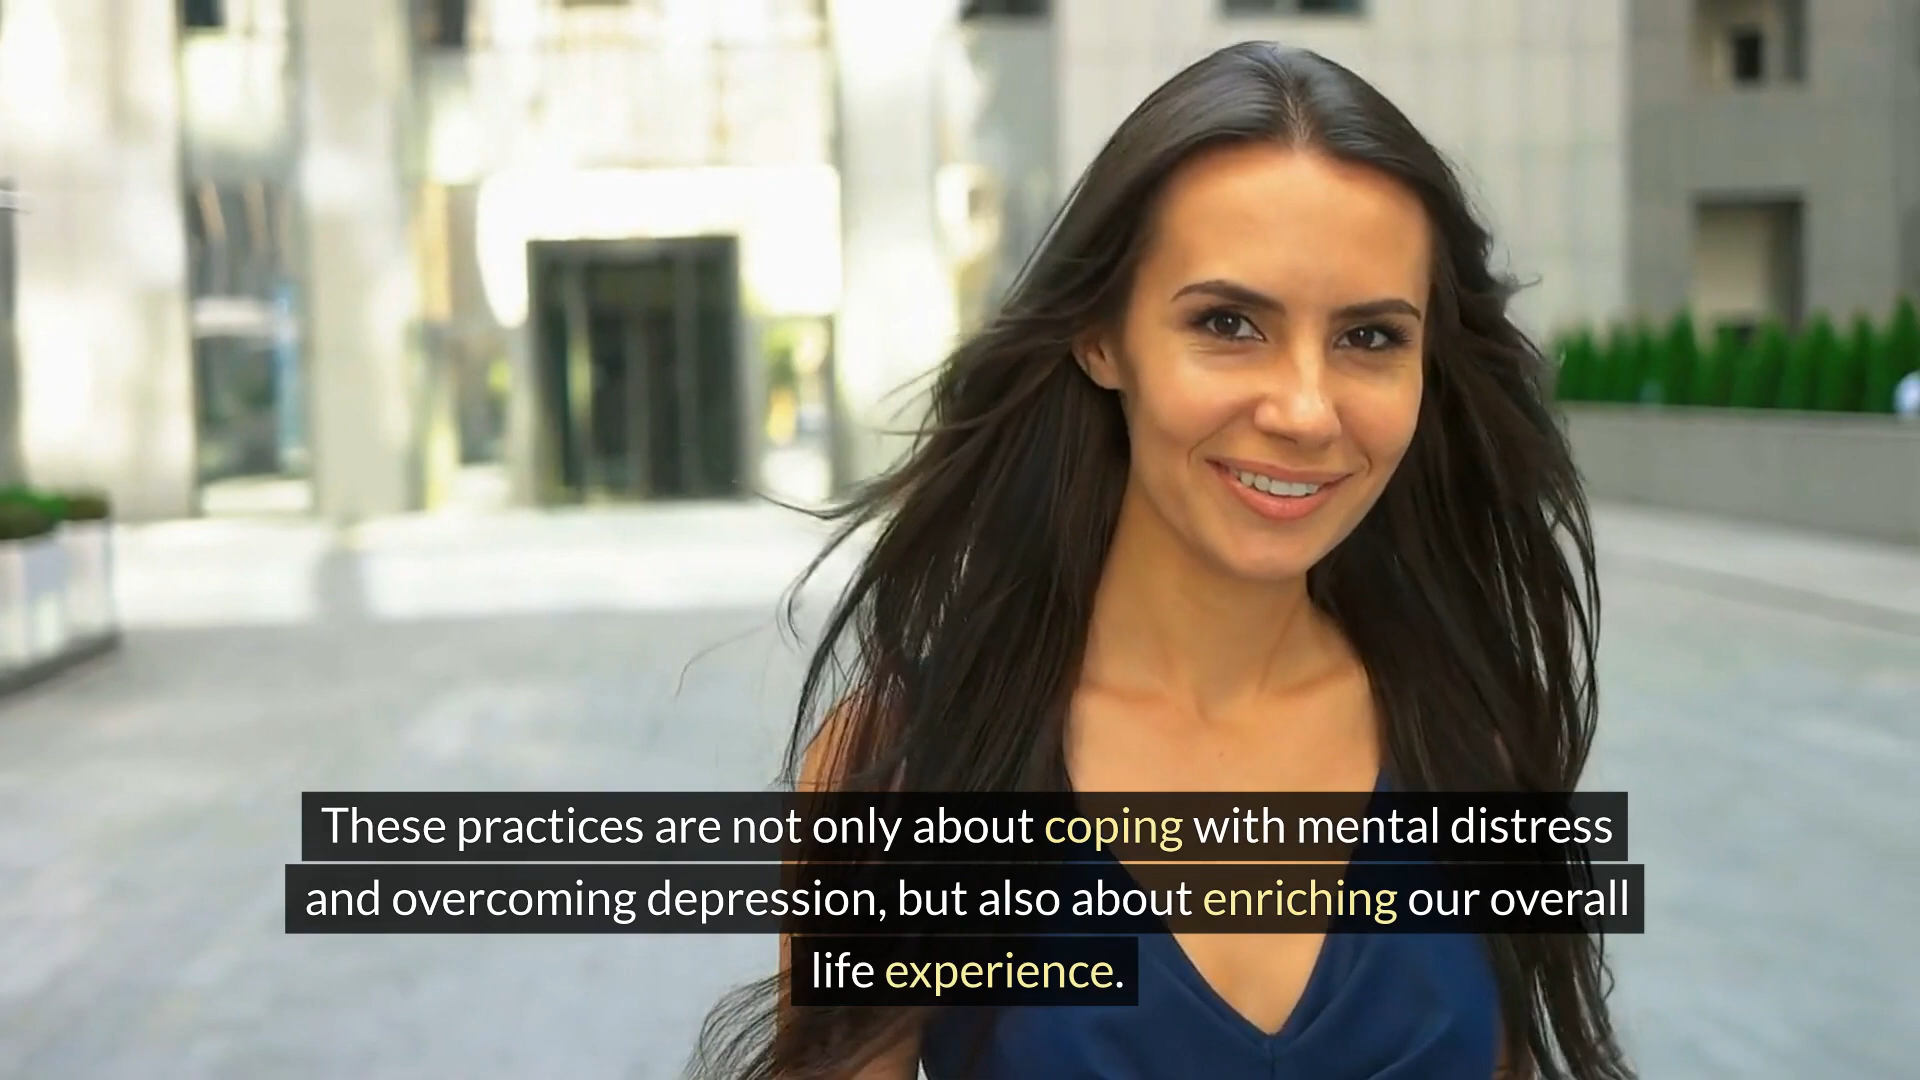 These practices are not only about coping with mental distress
and overcoming depression, but also about enriching our overall
life experience.